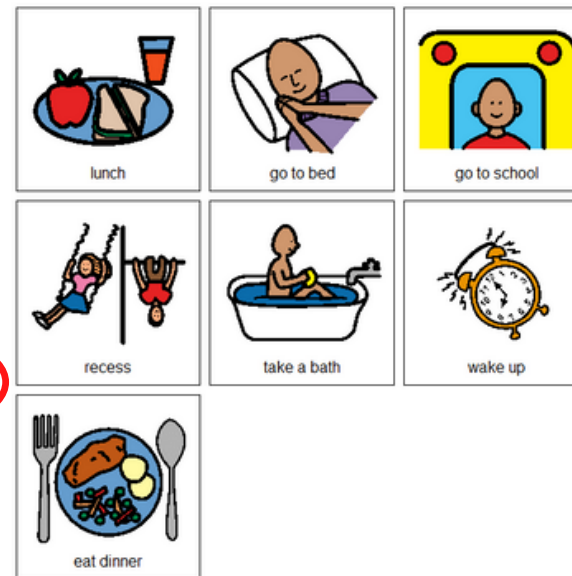 lunch
go to bed
go to school
recess
take a bath
wake up
eat dinner